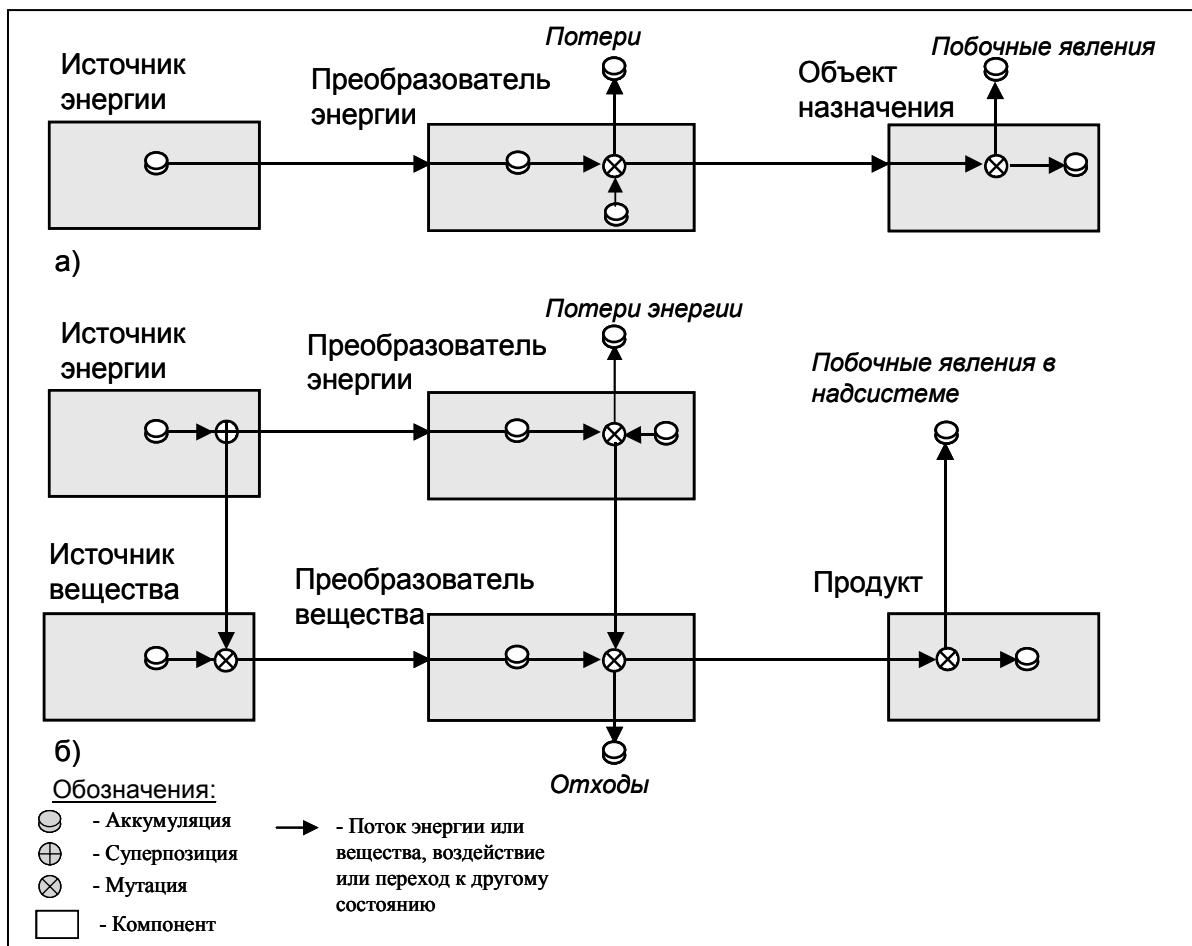 Потери
Побочные явления
Источник
энергии
Преобразователь
энергии
Объект
назначения
а)
Потери энергии
Источник
энергии
Преобразователь
энергии
Побочные явления в
надсистеме
Источник
вещества
Преобразователь
вещества
Продукт
б)
Отходы
Обозначения:
- Аккумуляция
- Суперпозиция
- Мутация
- Компонент
- Поток энергии или
вещества, воздействие
или переход к другому
состоянию